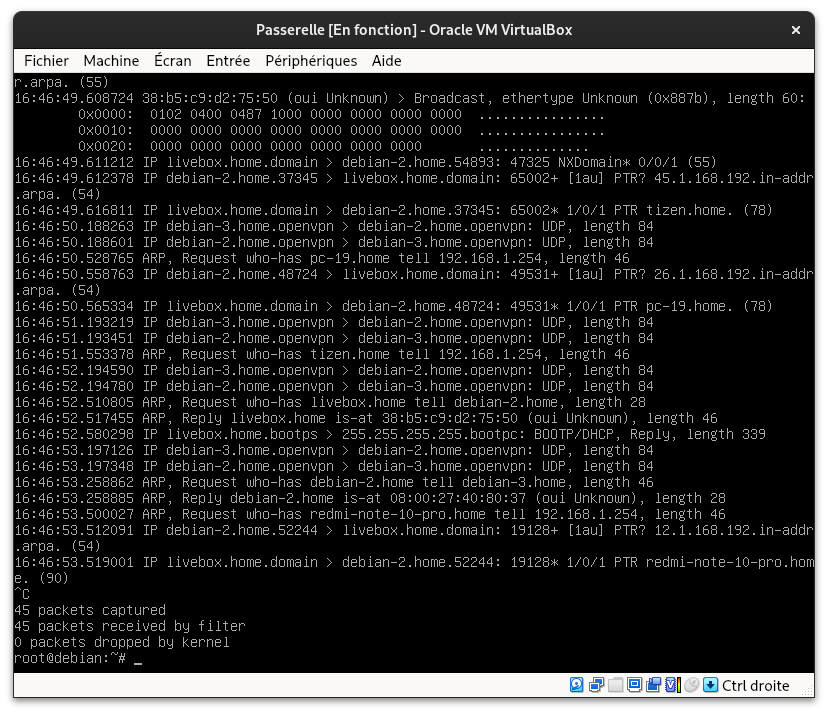 Passerelle [En fonction] - Oracle VM VirtualBox
Fichier Machine Écran Entrée Périphériques Aide
r.arpa. (55)
16:46:49.608724 38:b5:c9:d2:75:50 (oui Unknown) > Broadcast, ethertype Unknown (0x887b), length 60:
0x0000: 0102 0400 0487 1000 0000 0000 0000 0000 ................
0x0010: 0000 0000 0000 0000 0000 0000 0000 0000 ................
0x0020: 0000 0000 0000 0000 0000 0000 0000 ..............
16:46:49.611212 IP livebox.home.domain > debian-2.home.54893: 47325 NXDomain* 0/0/1 (55)
16:46:49.612378 IP debian-2.home.37345 > livebox.home.domain: 65002+ [1au] PTR? 45.1.168.192.in-addr
.arpa. (54)
16:46:49.616811 IP livebox.home.domain > debian-2.home.37345: 65002* 1/0/1 PTR tizen.home. (78)
16:46:50.188263 IP debian-3.home.openvpn > debian-2.home.openvpn: UDP, length 84
16:46:50.188601 IP debian-2.home.openvpn > debian-3.home.openvpn: UDP, length 84
16:46:50.528765 ARP, Request who-has pc-19.home tell 192.168.1.254, length 46
16:46:50.558763 IP debian-2.home.48724 > livebox.home.domain: 49531+ [1au] PTR? 26.1.168.192.in-addr
.arpa. (54)
16:46:50.565334 IP livebox.home.domain > debian-2.home.48724: 49531* 1/0/1 PTR pc-19.home. (78)
16:46:51.193219 IP debian-3.home.openvpn > debian-2.home.openvpn: UDP, length 84
16:46:51.193451 IP debian-2.home.openvpn > debian-3.home.openvpn: UDP, length 84
16:46:51.553378 ARP, Request who-has tizen.home tell 192.168.1.254, length 46
16:46:52.194590 IP debian-3.home.openvpn > debian-2.home.openvpn: UDP, length 84
16:46:52.194780 IP debian-2.home.openvpn > debian-3.home.openvpn: UDP, length 84
16:46:52.510805 ARP, Request who-has livebox.home tell debian-2.home, length 28
16:46:52.517455 ARP, Reply livebox.home is-at 38:b5:c9:d2:75:50 (oui Unknown), length 46
16:46:52.580298 IP livebox.home.bootps > 255.255.255.255.bootpc: BOOTP/DHCP, Reply, length 339
16:46:53.197126 IP debian-3.home.openvpn > debian-2.home.openvpn: UDP, length 84
16:46:53.197348 IP debian-2.home.openvpn > debian-3.home.openvpn: UDP, length 84
16:46:53.258862 ARP, Request who-has debian-2.home tell debian-3.home, length 46
16:46:53.258885 ARP, Reply debian-2.home is-at 08:00:27:40:80:37 (oui Unknown), length 28
16:46:53.500027 ARP, Request who-has redmi-note-10-pro.home tell 192.168.1.254, length 46
16:46:53.512091 IP debian-2.home.52244 > livebox.home.domain: 19128+ [1au] PTR? 12.1.168.192.in-addr
.arpa. (54)
16:46:53.519001 IP livebox.home.domain > debian-2.home.52244: 19128* 1/0/1 PTR redmi-note-10-pro.hom
e. (90)
^C
45 packets captured
45 packets received by filter
0 packets dropped by kernel
root@debian:~# _
Ctrl droite